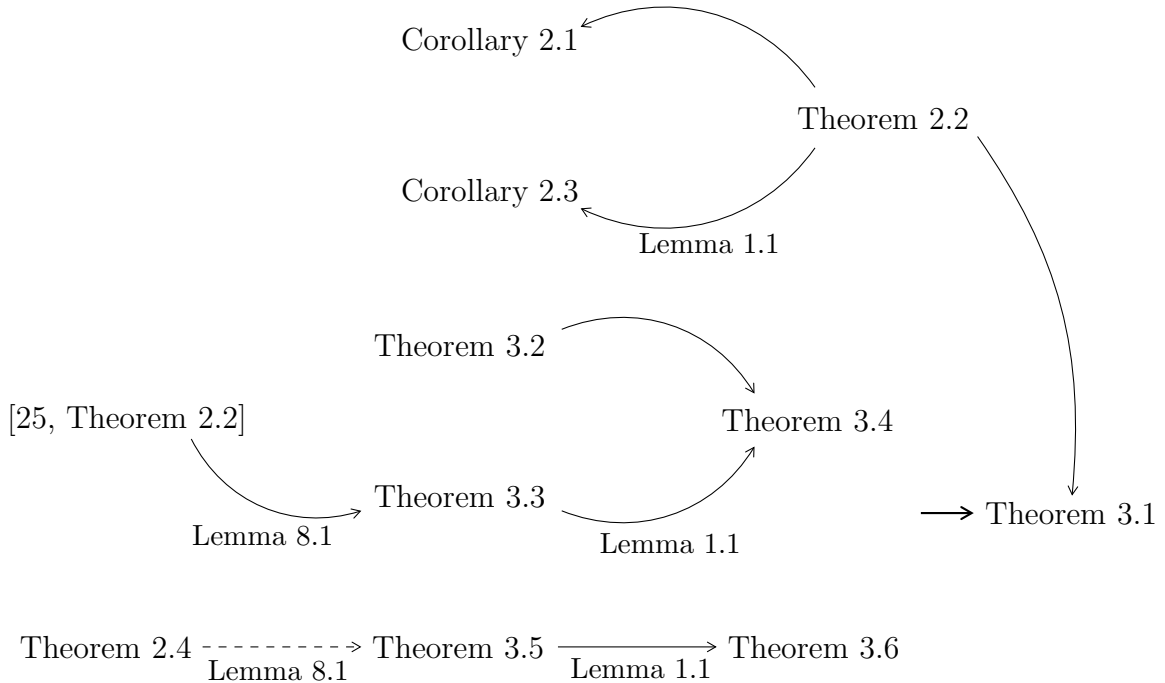 Corollary 2.1
Theorem 2.2
Corollary 2.3
Lemma 1.1
Theorem 3.2
[25, Theorem 2.2]
Theorem 3.4
Theorem 3.3
Theorem 3.1
Lemma 8.1
Lemma 1.1
Theorem 2.4
Theorem 3.5
Theorem 3.6
Lemma 8.1
Lemma 1.1